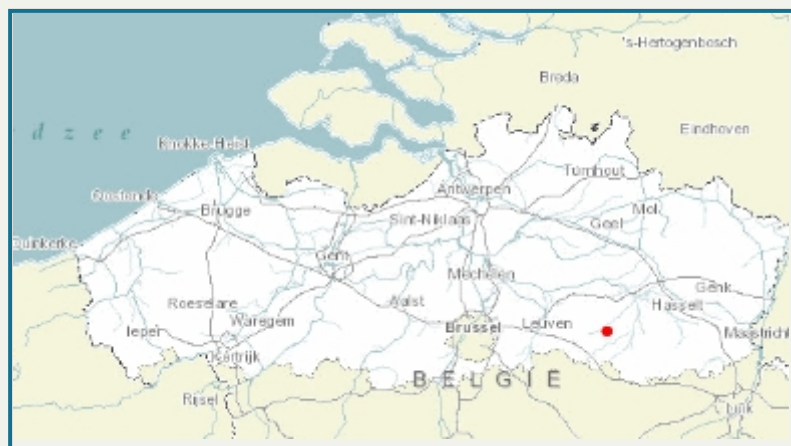 's-Hertogenbosch
Breda
Eindhoven
d z e e
Knokke-Heist
Turnhout
Antwerpen
Oostende
Mol
Brugge
Sint-Niklaas
Geel
Duinkerke
Gent
Mechelen
Genk
Roeselare
Aalst
Hasselt
Waregem
Ieper
Brussel
Leuven
Maastricht
Kortrijk
BELGIË
Rijsel
Luik